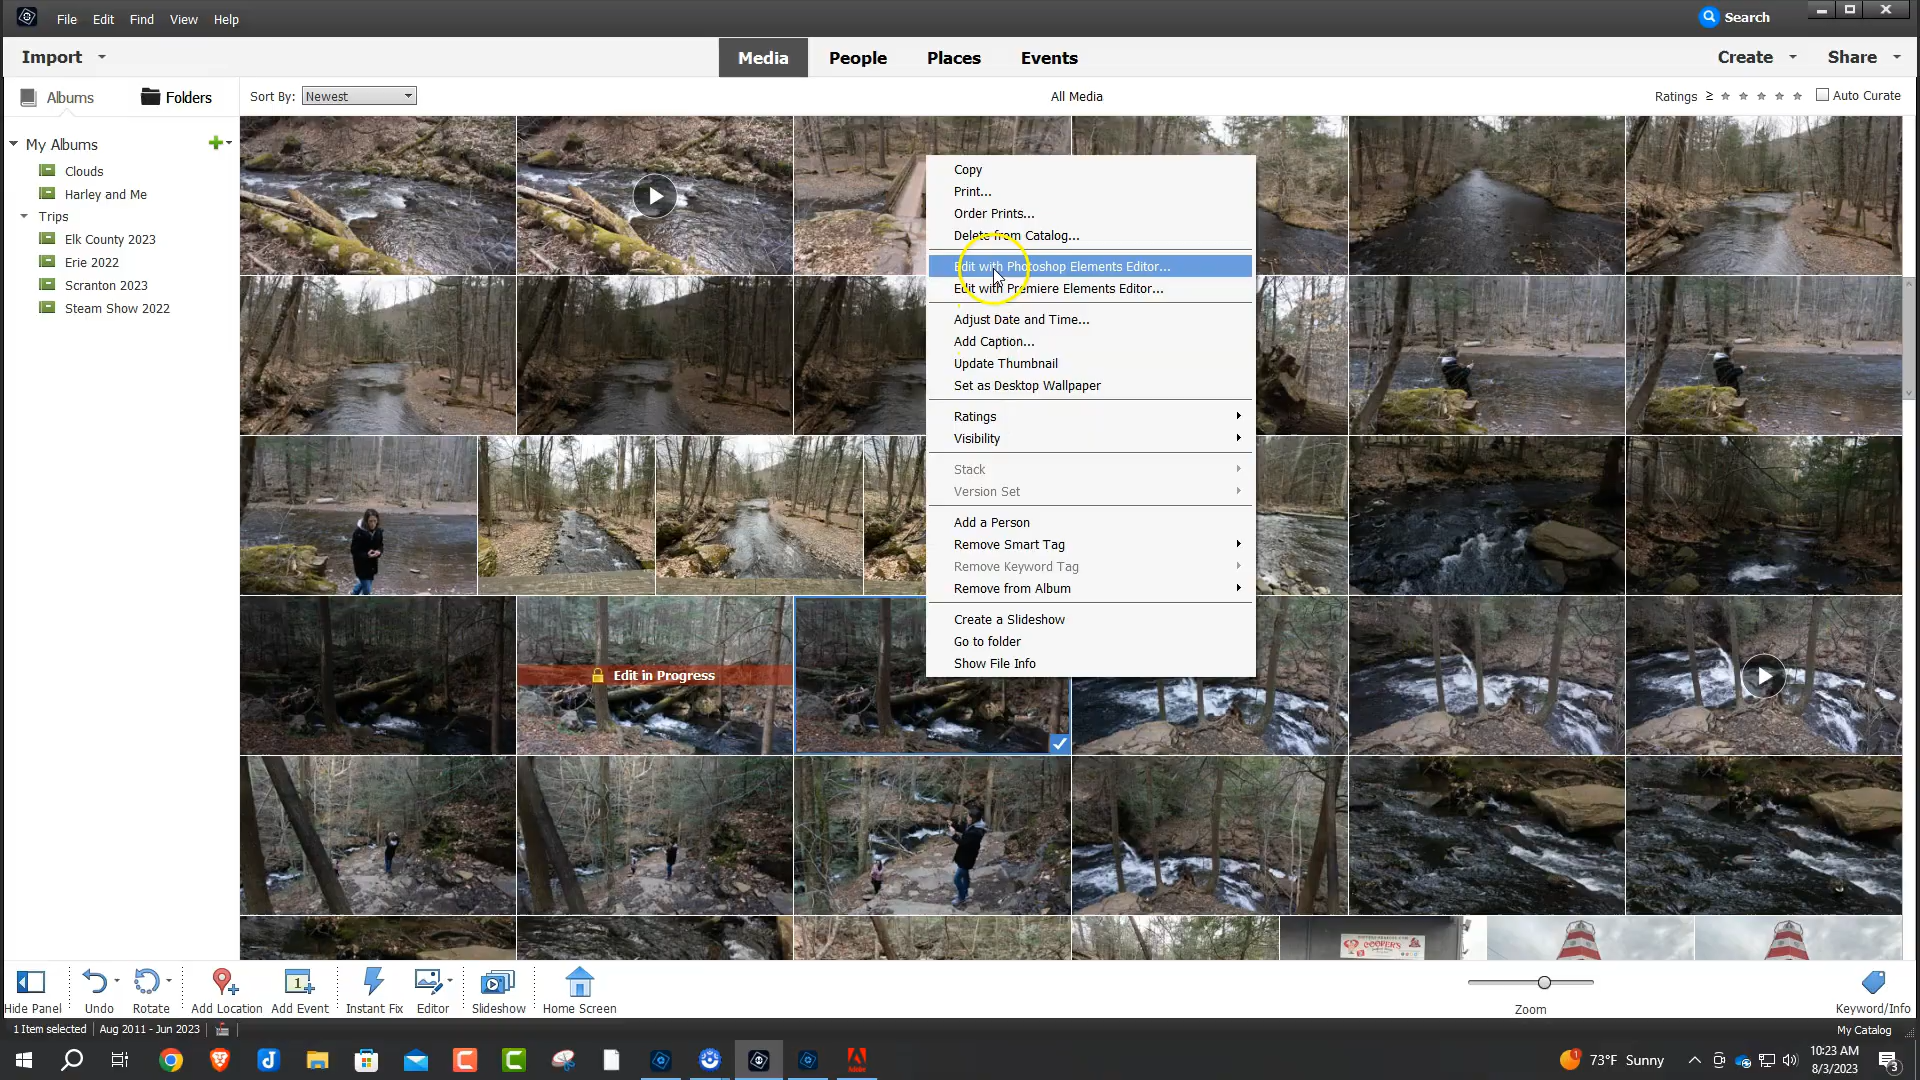 File Edit Find View Help
Search
Import
Media People Places Events
Create Share
Albums Folders
Sort By: Newest
All Media
Ratings ≥
Auto Curate
My Albums
Clouds
Harley and Me
Trips
Elk County 2023
Erie 2022
Scranton 2023
Steam Show 2022
Copy
Print...
Order Prints...
Delete from Catalog...
Edit with Photoshop Elements Editor...
Edit with Premiere Elements Editor...
Adjust Date and Time...
Add Caption...
Update Thumbnail
Set as Desktop Wallpaper
Ratings
Visibility
Stack
Version Set
Add a Person
Remove Smart Tag
Remove Keyword Tag
Remove from Album
Create a Slideshow
Go to folder
Show File Info
Edit in Progress
COOPER'S
1
Hide Panel Undo Rotate Add Location Add Event Instant Fix Editor Slideshow Home Screen
Zoom
Keyword/Info
1 Item selected Aug 2011 - Jun 2023
My Catalog
1
73°F Sunny
10:23 AM
8/3/2023
3